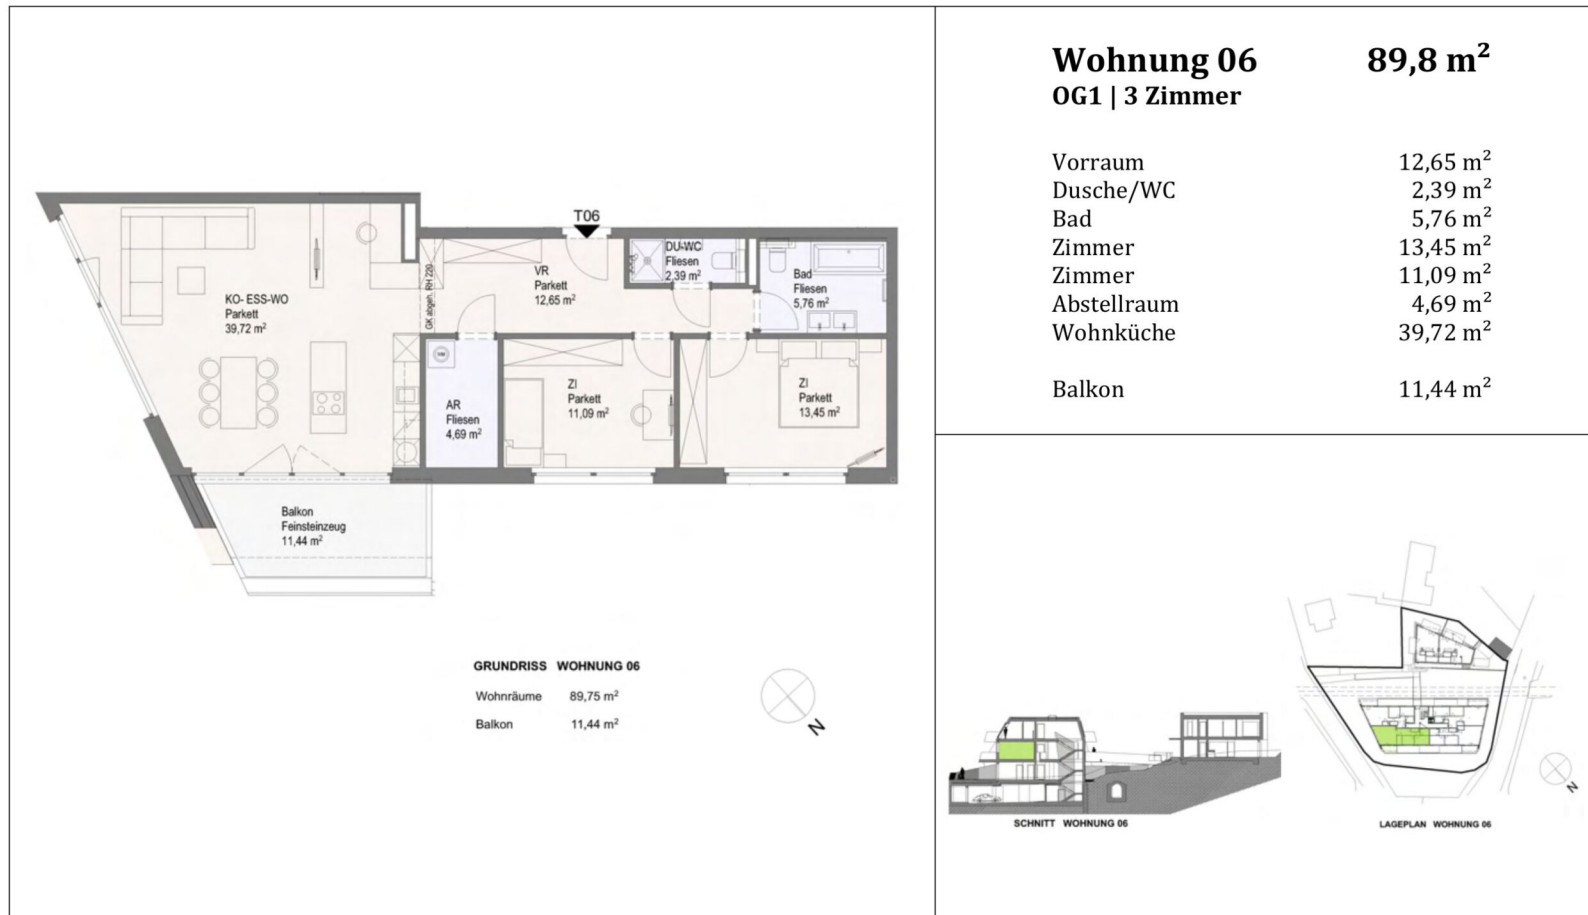 T06
KO- ESS-WO
Parkett
39,72 m²
GK abgeh. RH 220
VR
Parkett
12,65 m²
DU-WC
Fliesen
2,39 m²
Bad
Fliesen
5,76 m²
AR
Fliesen
4,69 m²
ZI
Parkett
11,09 m²
ZI
Parkett
13,45 m²
Balkon
Feinsteinzeug
11,44 m²
GRUNDRISS WOHNUNG 06
Wohnräume 89,75 m²
Balkon 11,44 m²
N
Wohnung 06 89,8 m²
OG1 | 3 Zimmer
Vorraum 12,65 m²
Dusche/WC 2,39 m²
Bad 5,76 m²
Zimmer 13,45 m²
Zimmer 11,09 m²
Abstellraum 4,69 m²
Wohnküche 39,72 m²
Balkon 11,44 m²
SCHNITT WOHNUNG 06
N
LAGEPLAN WOHNUNG 06